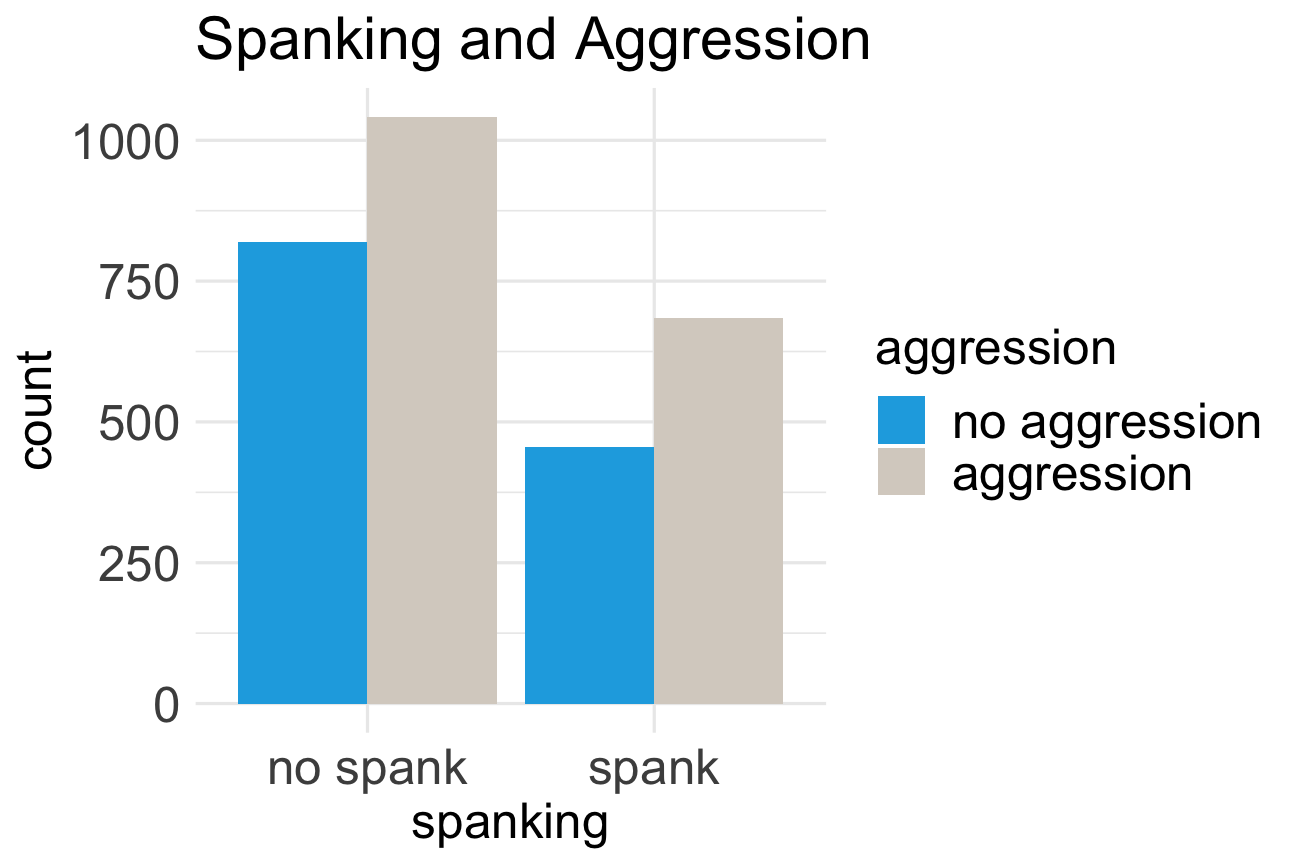 Spanking and Aggression
1000
750
500
250
0
count
no spank
spank
spanking
aggression
no aggression
aggression